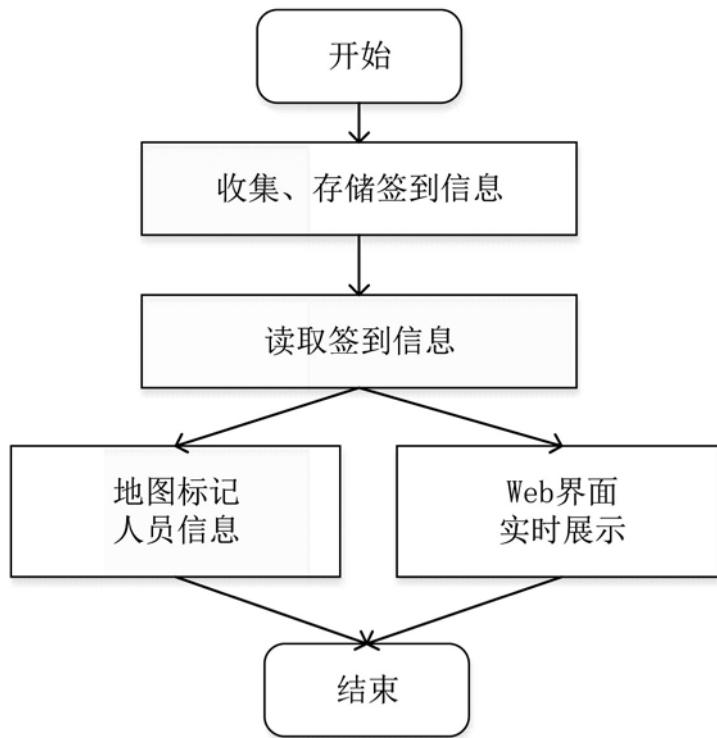 开始
收集、存储签到信息
读取签到信息
地图标记
人员信息
Web界面
实时展示
结束